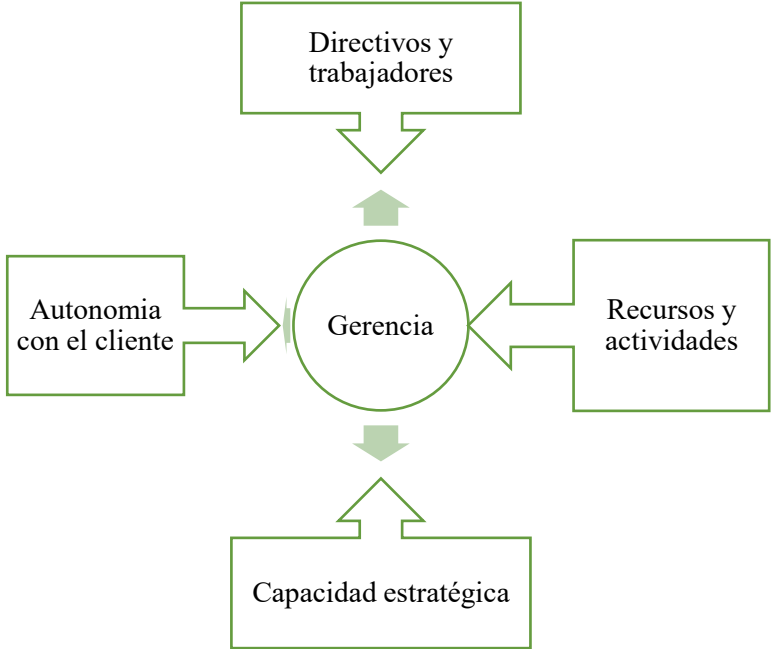 Directivos y
trabajadores
Autonomia
con el cliente
Gerencia
Recursos y
actividades
Capacidad estratégica